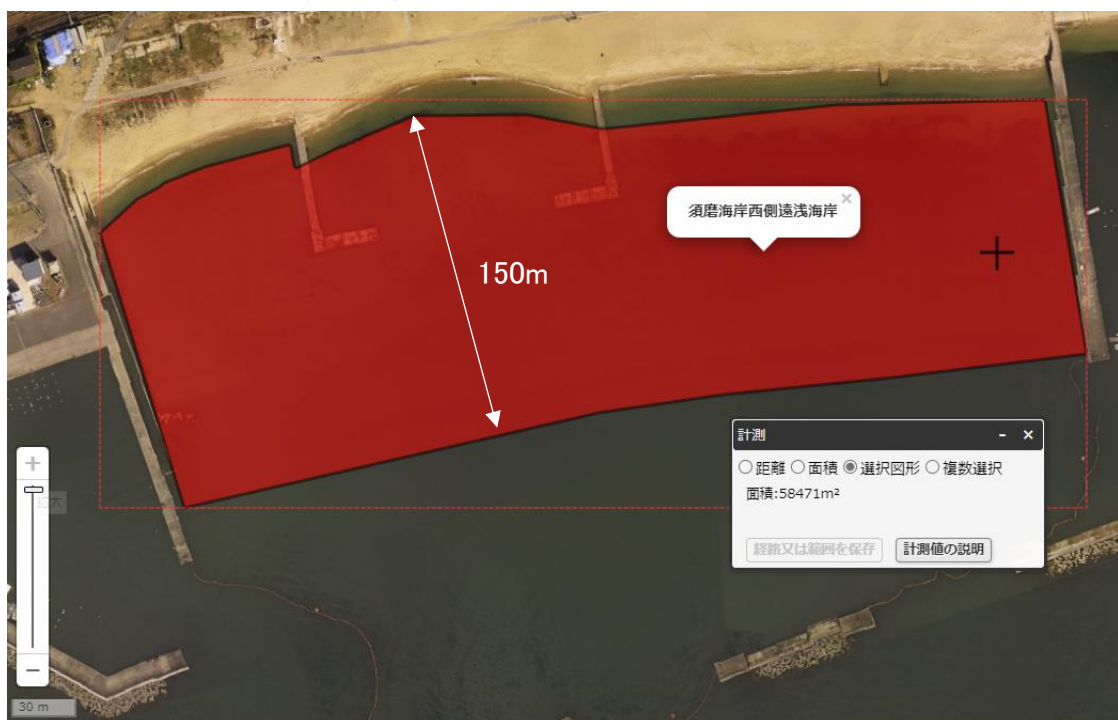 須磨海岸西側遠浅海岸
×
150m
計測 - ×
距離 面積 選択図形 複数選択
面積:58471m²
経路又は範囲を保存 計測値の説明
+
拡大
−
30 m